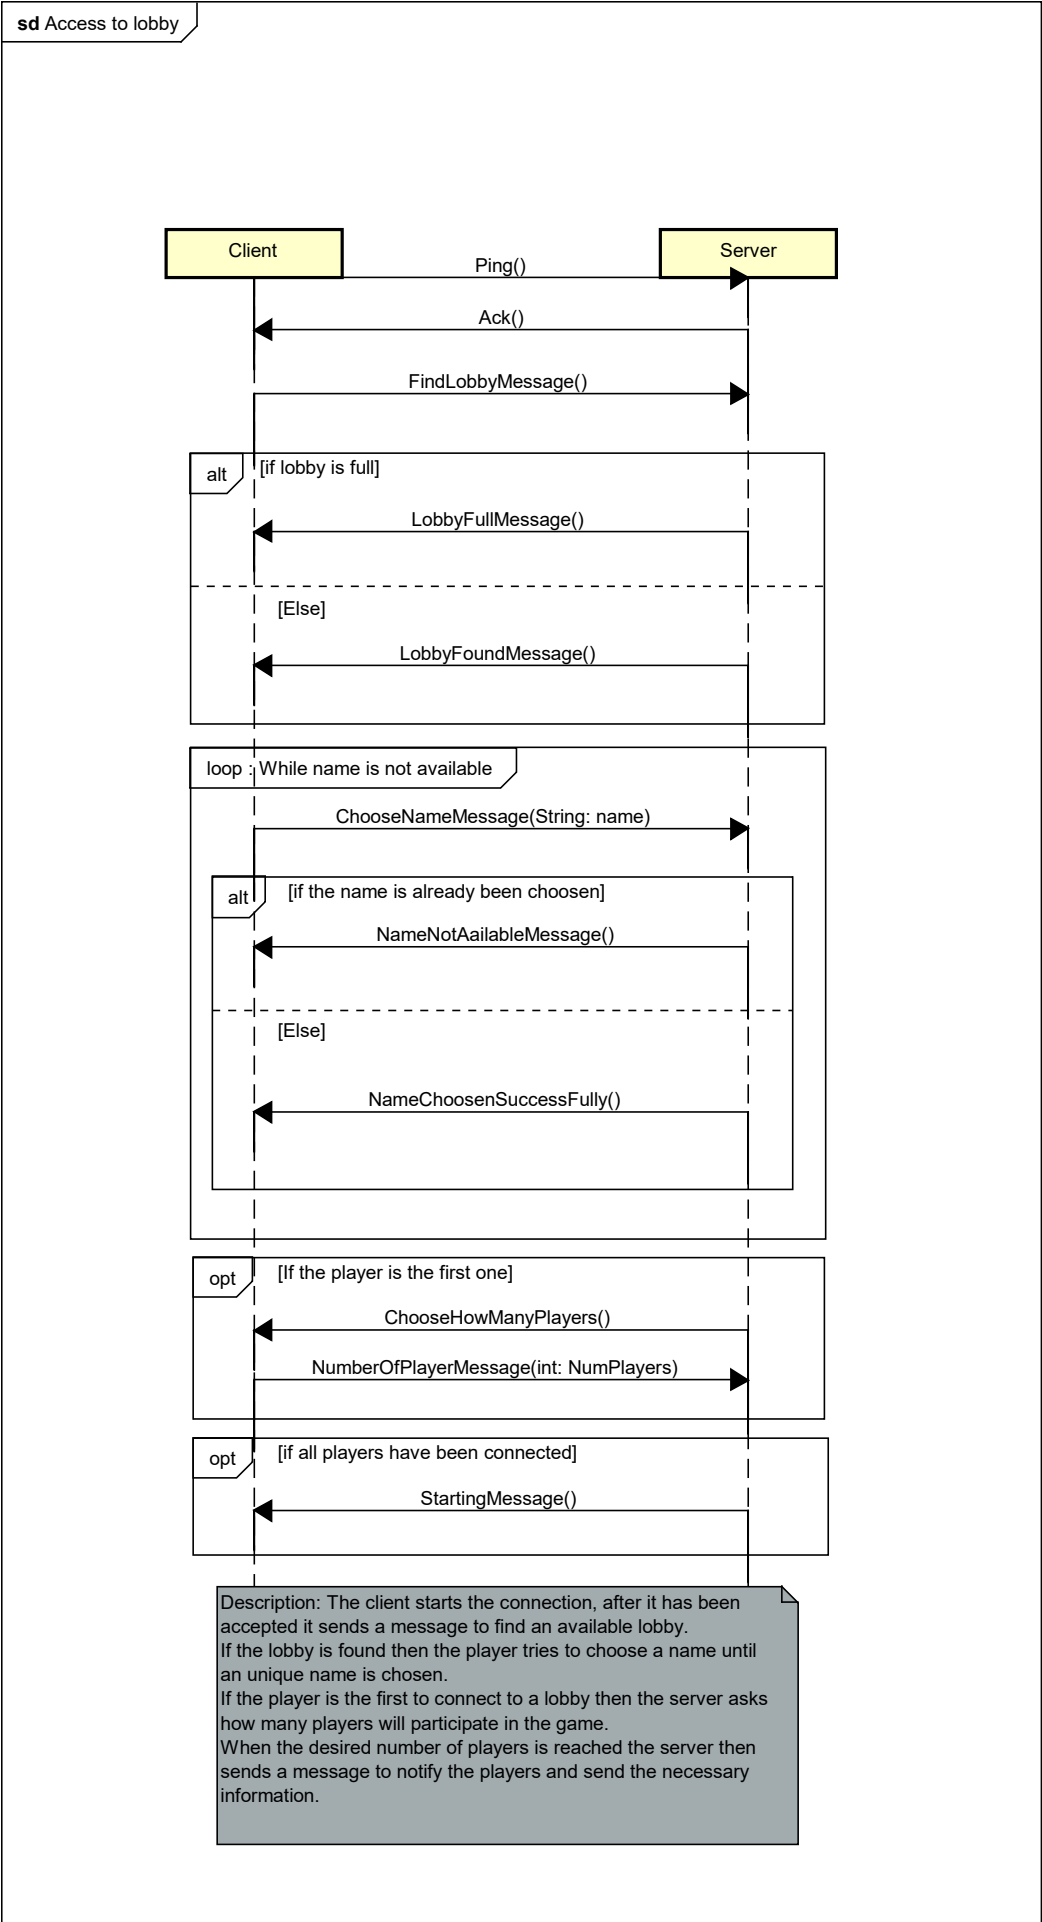 sd Access to lobby
Client
Server
Ping()
Ack()
FindLobbyMessage()
alt
[if lobby is full]
LobbyFullMessage()
[Else]
LobbyFoundMessage()
loop : While name is not available
ChooseNameMessage(String: name)
alt
[if the name is already been choosen]
NameNotAailableMessage()
[Else]
NameChoosenSuccessFully()
opt
[If the player is the first one]
ChooseHowManyPlayers()
NumberOfPlayerMessage(int: NumPlayers)
opt
[if all players have been connected]
StartingMessage()
Description: The client starts the connection, after it has been
accepted it sends a message to find an available lobby.
If the lobby is found then the player tries to choose a name until
an unique name is chosen.
If the player is the first to connect to a lobby then the server asks
how many players will participate in the game.
When the desired number of players is reached the server then
sends a message to notify the players and send the necessary
information.